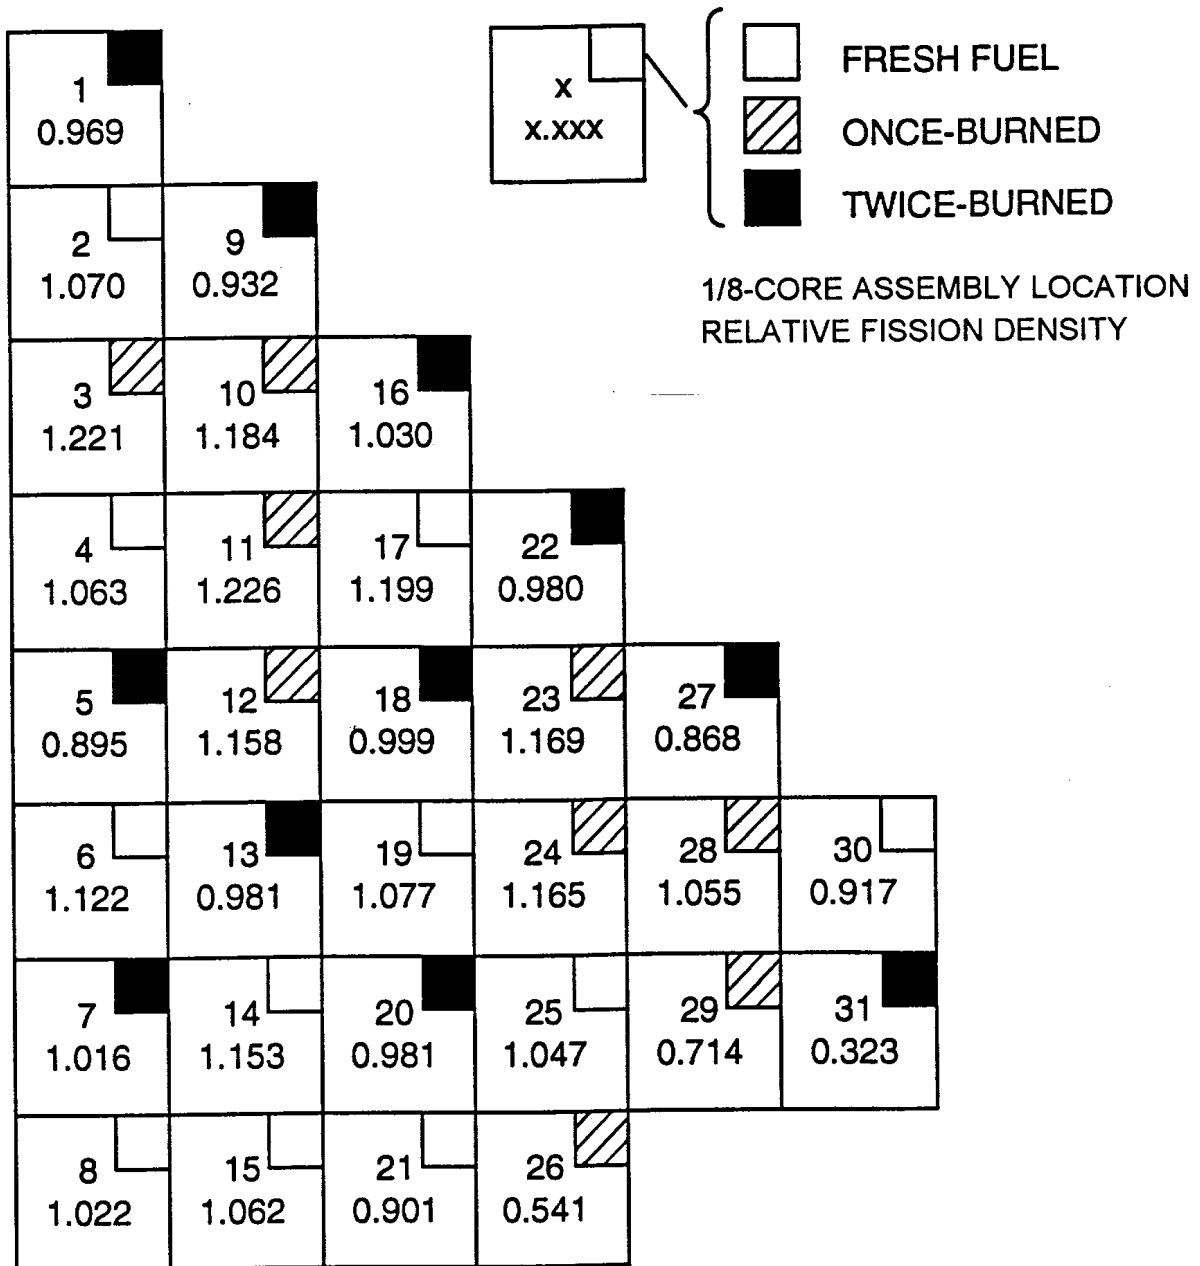 x
x.xxx
FRESH FUEL
ONCE-BURNED
TWICE-BURNED
1/8-CORE ASSEMBLY LOCATION
RELATIVE FISSION DENSITY
1
0.969
2 9
1.070 0.932
3 10 16
1.221 1.184 1.030
4 11 17 22
1.063 1.226 1.199 0.980
5 12 18 23 27
0.895 1.158 0.999 1.169 0.868
6 13 19 24 28 30
1.122 0.981 1.077 1.165 1.055 0.917
7 14 20 25 29 31
1.016 1.153 0.981 1.047 0.714 0.323
8 15 21 26
1.022 1.062 0.901 0.541